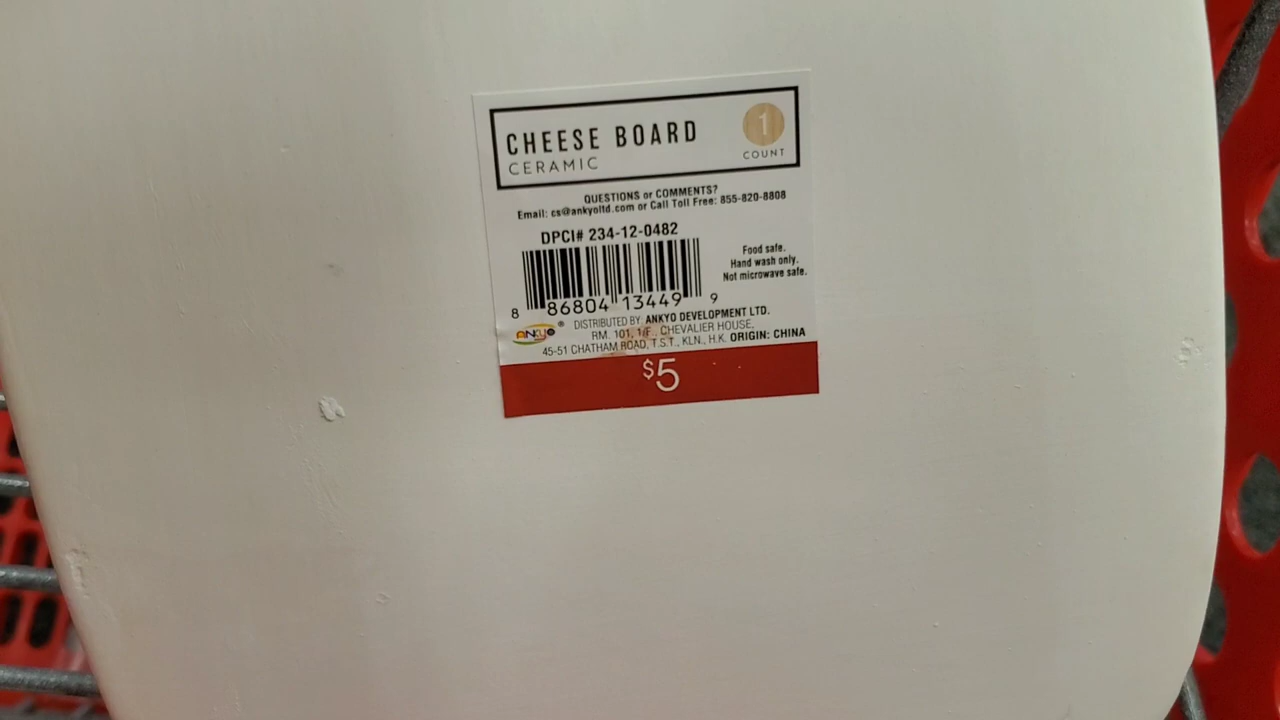 CHEESE BOARD
CERAMIC
1
COUNT
QUESTIONS or COMMENTS?
Email: cs@ankyoltd.com or Call Toll Free: 855-820-8808
DPCI# 234-12-0482
Food safe.
Hand wash only.
Not microwave safe.
8 86804 13449 9
ANKYO®
DISTRIBUTED BY: ANKYO DEVELOPMENT LTD.
RM. 101, 1/F., CHEVALIER HOUSE,
45-51 CHATHAM ROAD, T.S.T., KLN., H.K. ORIGIN: CHINA
$5